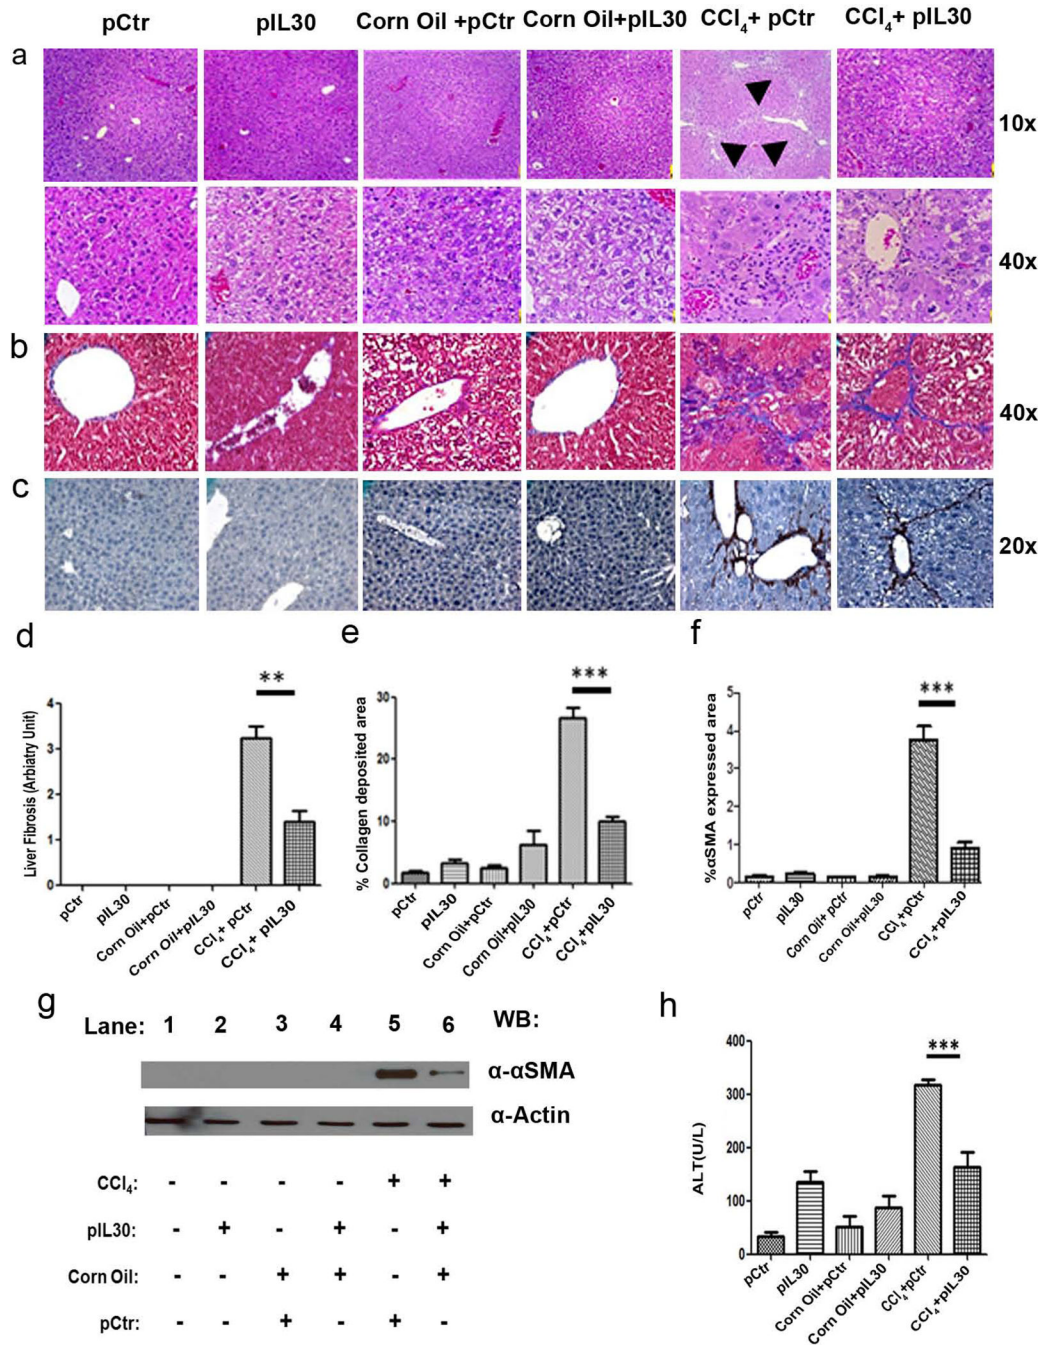 pCtr pIL30 Corn Oil +pCtr Corn Oil+pIL30 CCl4+ pCtr CCl4+ pIL30
a
10x
40x
b
40x
c
20x
d
**
Liver Fibrosis (Arbiatry Unit)
4
3
2
1
0
pCtr
pIL30
Corn Oil+pCtr
Corn Oil+pIL30
CCl4+ pCtr
CCl4+ pIL30
e
***
% Collagen deposited area
30
20
10
0
pCtr
pIL30
Corn Oil+pCtr
Corn Oil+pIL30
CCl4+pCtr
CCl4+pIL30
f
***
%αSMA expressed area
5
4
3
2
1
0
pCtr
pIL30
Corn Oil+pCtr
Corn Oil+pIL30
CCl4+pCtr
CCl4+pIL30
g
Lane: 1 2 3 4 5 6 WB:
α-αSMA
α-Actin
CCl4: - - - - + +
pIL30: - + - + - +
Corn Oil: - - + + - +
pCtr: - - + - + -
h
***
ALT(U/L)
400
300
200
100
0
pCtr
pIL30
Corn Oil+pCtr
Corn Oil+pIL30
CCl4+pCtr
CCl4+pIL30